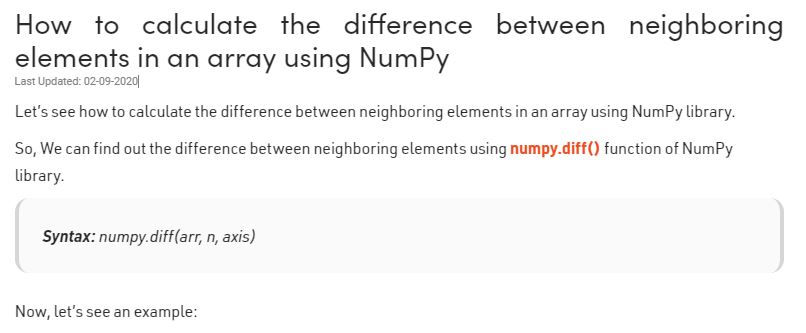 How to calculate the difference between neighboring
elements in an array using NumPy
Last Updated: 02-09-2020
Let's see how to calculate the difference between neighboring elements in an array using NumPy library.
So, We can find out the difference between neighboring elements using numpy.diff() function of NumPy
library.
Syntax: numpy.diff(arr, n, axis)
Now, let's see an example: